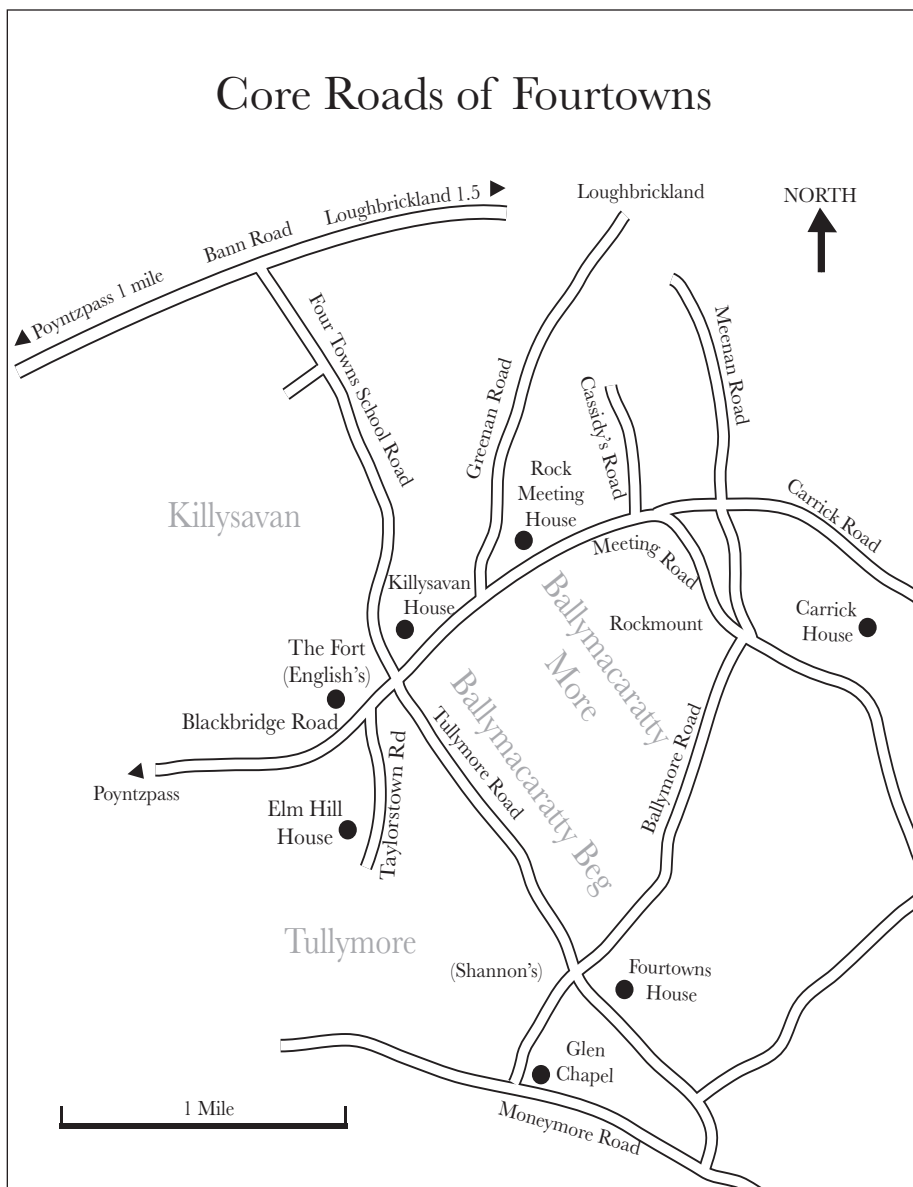 Core Roads of Fourtowns
Loughbrickland
NORTH
Loughbrickland 1.5
Bann Road
Poyntzpass 1 mile
Four Towns School Road
Greenan Road
Cassidy's Road
Meenan Road
Rock
Meeting
House
Killysavan
Carrick Road
Meeting Road
Killysavan
House
Ballymacaratty
More
Rockmount
Carrick
House
The Fort
(English's)
Blackbridge Road
Ballymacaratty Beg
Tullymore Road
Ballymore Road
Poyntzpass
Elm Hill
House
Taylorstown Rd
Tullymore
(Shannon's)
Fourtowns
House
Glen
Chapel
1 Mile
Moneymore Road